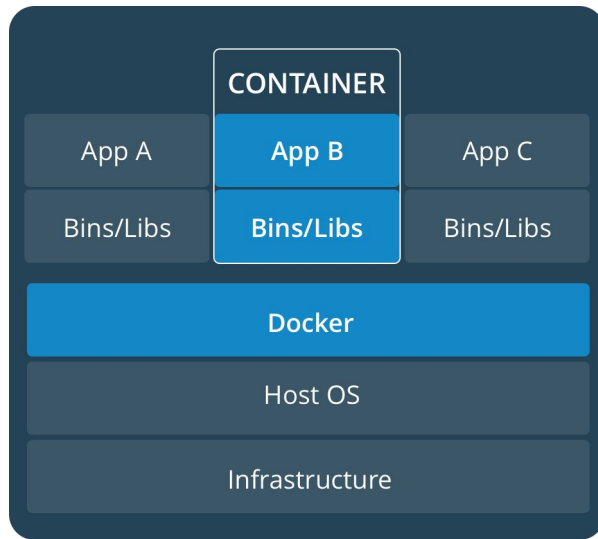 CONTAINER
App A App B App C
Bins/Libs Bins/Libs Bins/Libs
Docker
Host OS
Infrastructure